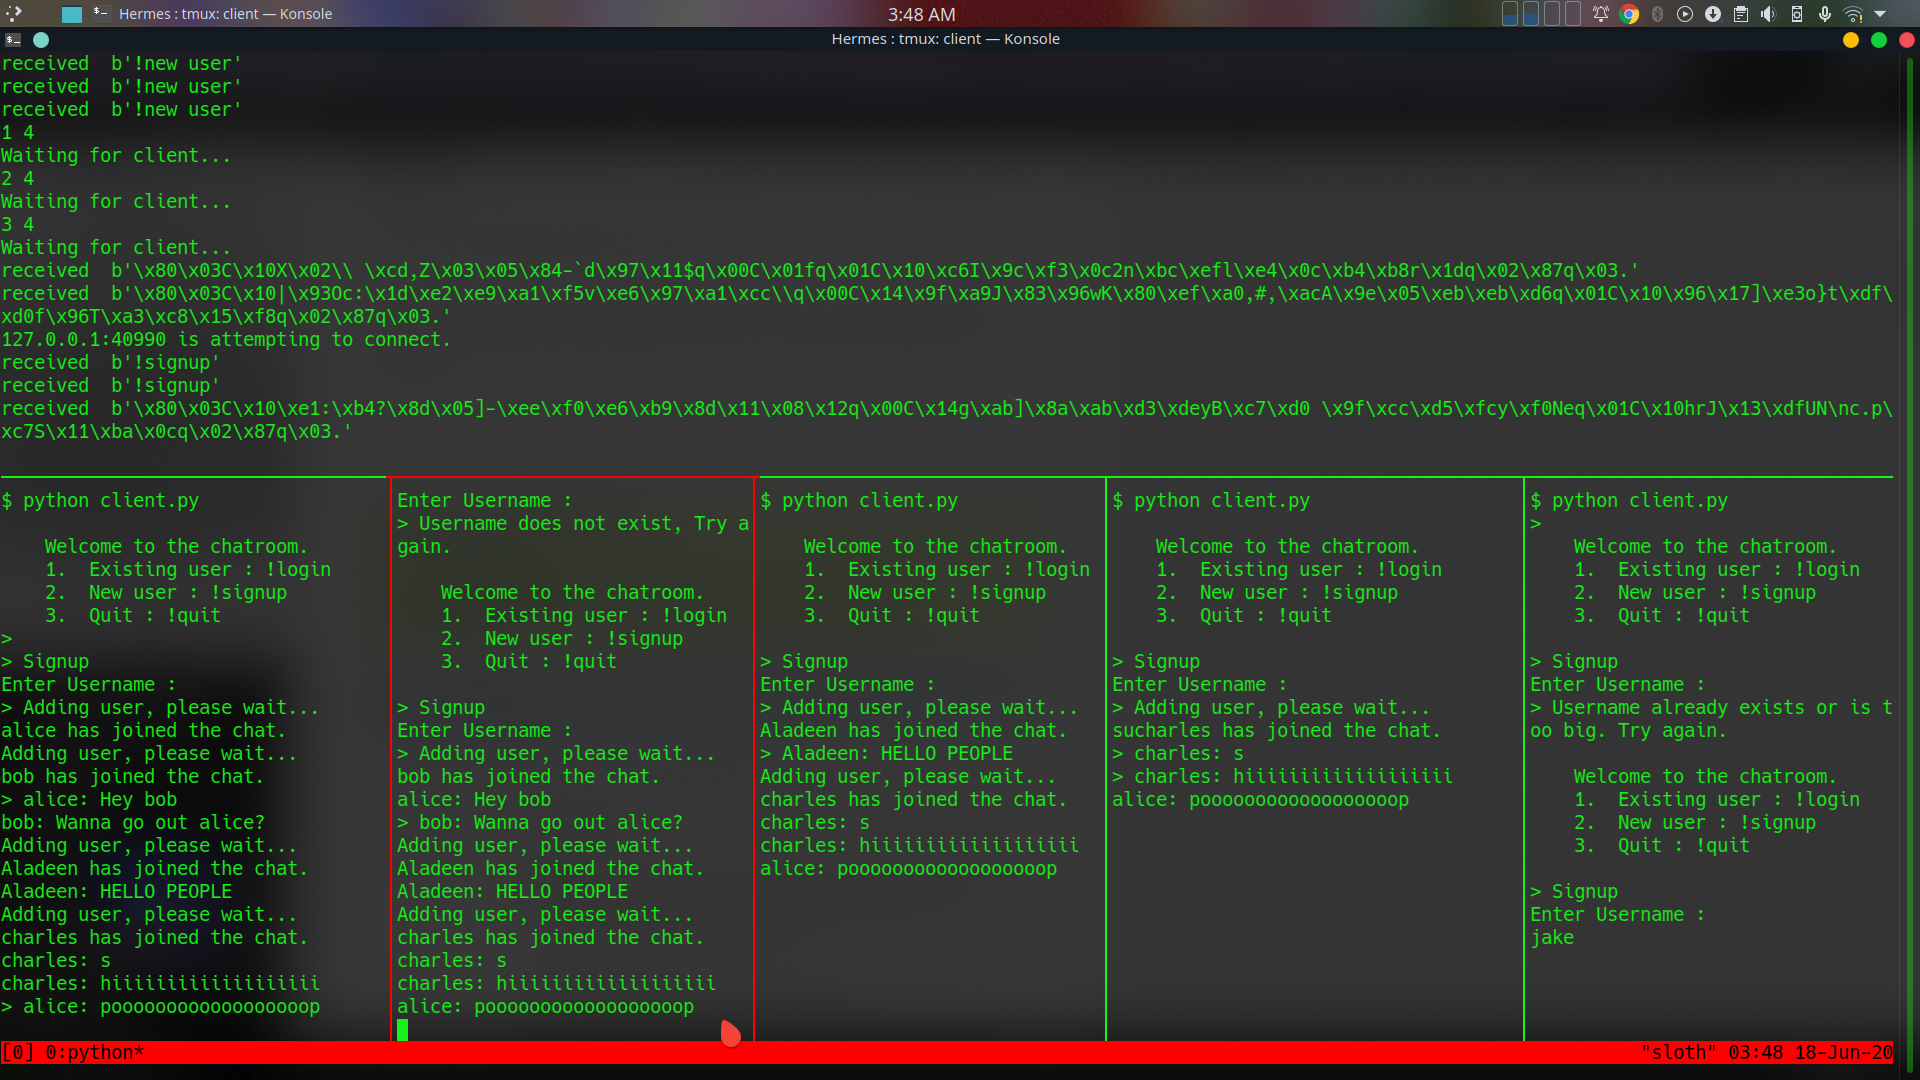 Hermes : tmux: client — Konsole
3:48 AM
Hermes : tmux: client — Konsole
received  b'!new user'
received  b'!new user'
received  b'!new user'
1 4
Waiting for client...
2 4
Waiting for client...
3 4
Waiting for client...
received  b'\x80\x03C\x10X\x02\\ \xcd,Z\x03\x05\x84-`d\x97\x11$q\x00C\x01fq\x01C\x10\xc6I\x9c\xf3\x0c2n\xbc\xefl\xe4\x0c\xb4\xb8r\x1dq\x02\x87q\x03.'
received  b'\x80\x03C\x10|\x93Oc:\x1d\xe2\xe9\xa1\xf5v\xe6\x97\xa1\xcc\\q\x00C\x14\x9f\xa9J\x83\x96wK\x80\xef\xa0,#,\xacA\x9e\x05\xeb\xeb\xd6q\x01C\x10\x96\x17]\xe3o}t\xdf\
xd0f\x96T\xa3\xc8\x15\xf8q\x02\x87q\x03.'
127.0.0.1:40990 is attempting to connect.
received  b'!signup'
received  b'!signup'
received  b'\x80\x03C\x10\xe1:\xb4?\x8d\x05]-\xee\xf0\xe6\xb9\x8d\x11\x08\x12q\x00C\x14g\xab]\x8a\xab\xd3\xdeyB\xc7\xd0 \x9f\xcc\xd5\xfcy\xf0Neq\x01C\x10hrJ\x13\xdfUN\nc.p\
xc7S\x11\xba\x0cq\x02\x87q\x03.'
$ python client.py
Welcome to the chatroom.
1.  Existing user : !login
2.  New user : !signup
3.  Quit : !quit
>
> Signup
Enter Username :
> Adding user, please wait...
alice has joined the chat.
Adding user, please wait...
bob has joined the chat.
> alice: Hey bob
bob: Wanna go out alice?
Adding user, please wait...
Aladeen has joined the chat.
Aladeen: HELLO PEOPLE
Adding user, please wait...
charles has joined the chat.
charles: s
charles: hiiiiiiiiiiiiiiiiiii
> alice: poooooooooooooooooop
Enter Username :
> Username does not exist, Try a
gain.
Welcome to the chatroom.
1.  Existing user : !login
2.  New user : !signup
3.  Quit : !quit
> Signup
Enter Username :
> Adding user, please wait...
bob has joined the chat.
alice: Hey bob
> bob: Wanna go out alice?
Adding user, please wait...
Aladeen has joined the chat.
Aladeen: HELLO PEOPLE
Adding user, please wait...
charles has joined the chat.
charles: s
charles: hiiiiiiiiiiiiiiiiiii
alice: poooooooooooooooooop
$ python client.py
Welcome to the chatroom.
1.  Existing user : !login
2.  New user : !signup
3.  Quit : !quit
> Signup
Enter Username :
> Adding user, please wait...
Aladeen has joined the chat.
> Aladeen: HELLO PEOPLE
Adding user, please wait...
charles has joined the chat.
charles: s
charles: hiiiiiiiiiiiiiiiiiii
alice: poooooooooooooooooop
$ python client.py
Welcome to the chatroom.
1.  Existing user : !login
2.  New user : !signup
3.  Quit : !quit
> Signup
Enter Username :
> Adding user, please wait...
sucharles has joined the chat.
> charles: s
> charles: hiiiiiiiiiiiiiiiiiii
alice: poooooooooooooooooop
$ python client.py
>
Welcome to the chatroom.
1.  Existing user : !login
2.  New user : !signup
3.  Quit : !quit
> Signup
Enter Username :
> Username already exists or is t
oo big. Try again.
Welcome to the chatroom.
1.  Existing user : !login
2.  New user : !signup
3.  Quit : !quit
> Signup
Enter Username :
jake
[0] 0:python*
"sloth" 03:48 18-Jun-20